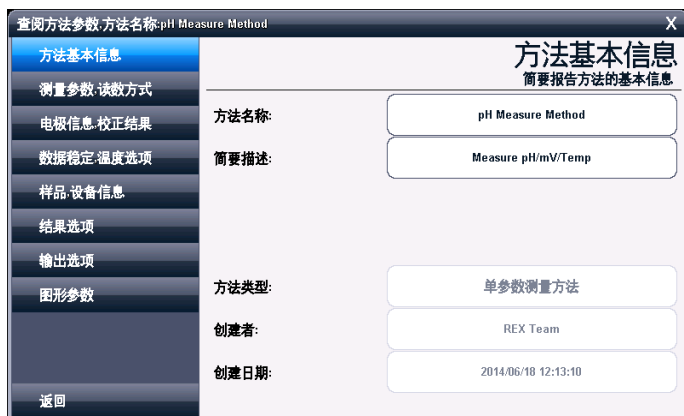 查阅方法参数.方法名称:pH Measure Method X
方法基本信息
测量参数.读数方式
电极信息.校正结果
数据稳定.温度选项
样品.设备信息
结果选项
输出选项
图形参数
返回
方法基本信息
简要报告方法的基本信息
方法名称: pH Measure Method
简要描述: Measure pH/mV/Temp
方法类型: 单参数测量方法
创建者: REX Team
创建日期: 2014/06/18 12:13:10